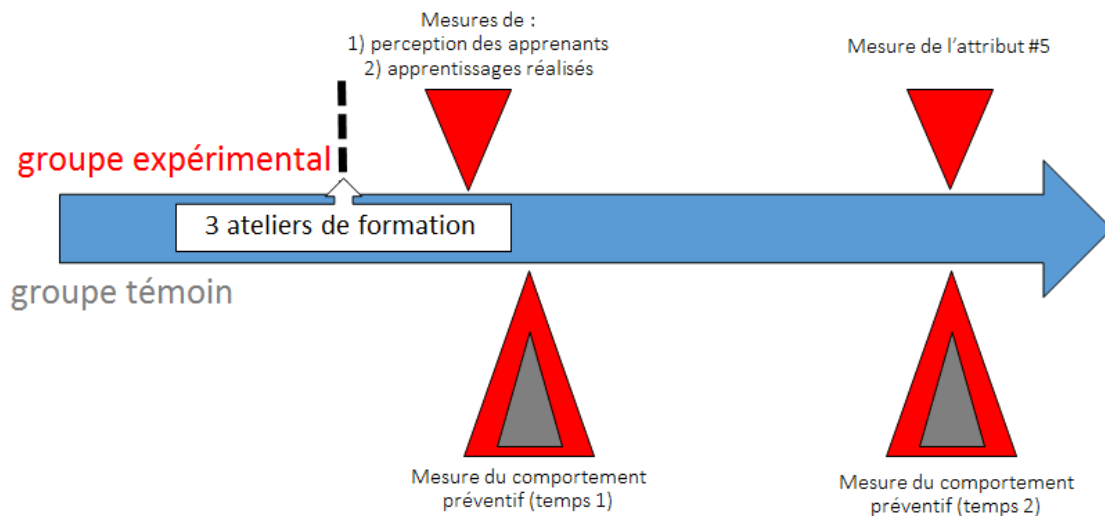 Mesures de :
1) perception des apprenants
2) apprentissages réalisés
Mesure de l'attribut #5
groupe expérimental
3 ateliers de formation
groupe témoin
Mesure du comportement
préventif (temps 1)
Mesure du comportement
préventif (temps 2)